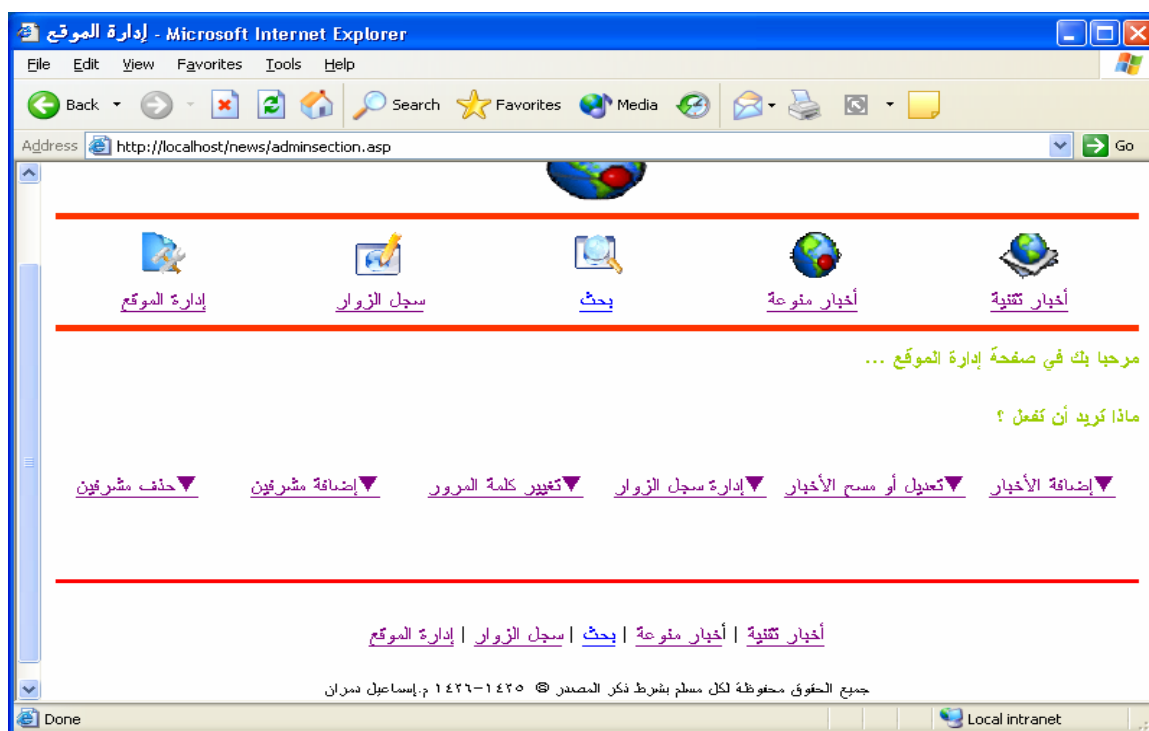 إدارة الموقع - Microsoft Internet Explorer
File Edit View Favorites Tools Help
Back Search Favorites Media
Address http://localhost/news/adminsection.asp Go
أخبار تقنية أخبار منوعة بحث سجل الزوار إدارة الموقع
مرحبا بك في صفحة إدارة الموقع ...
ماذا تريد أن تفعل ؟
▼إضافة الأخبار ▼تعديل أو مسح الأخبار ▼إدارة سجل الزوار ▼تغيير كلمة المرور ▼إضافة مشرفين ▼حذف مشرفين
أخبار تقنية | أخبار منوعة | بحث | سجل الزوار | إدارة الموقع
جميع الحقوق محفوظة لكل مسلم بشرط ذكر المصدر © ١٤٢٥-١٤٢٦ م.إسماعيل دمران
Done Local intranet